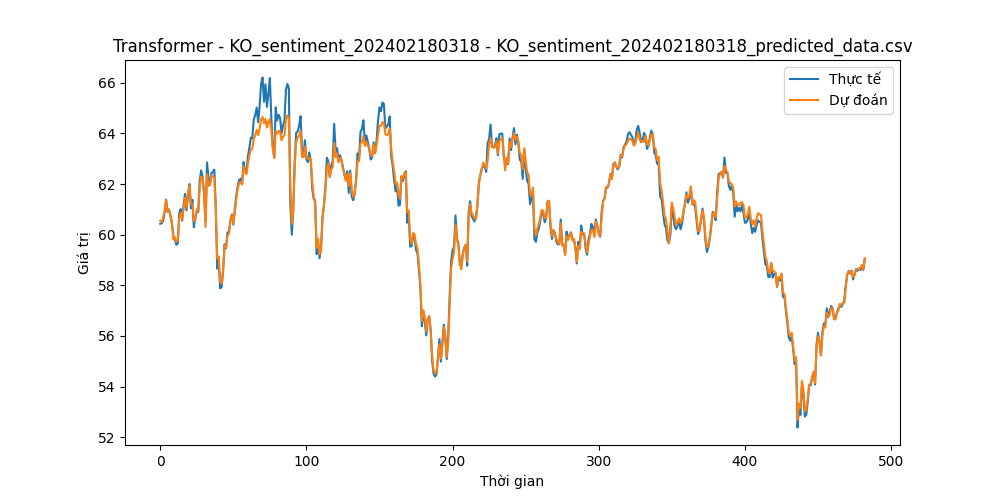 Transformer - KO_sentiment_202402180318 - KO_sentiment_202402180318_predicted_data.csv
Thực tế
Dự đoán
Giá trị
66
64
62
60
58
56
54
52
0 100 200 300 400 500
Thời gian